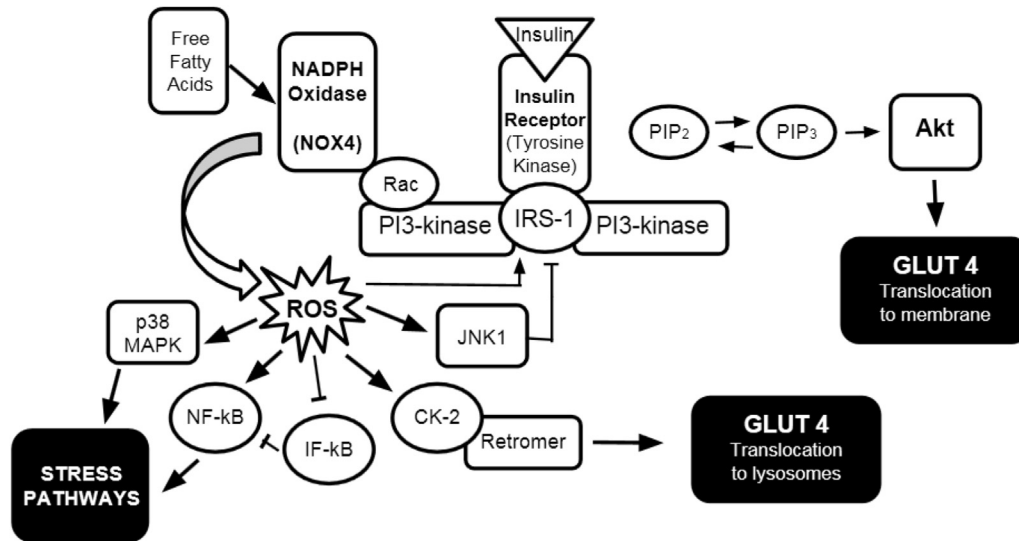 Free
Fatty
Acids
NADPH
Oxidase
(NOX4)
Insulin
Insulin
Receptor
(Tyrosine
Kinase)
PIP₂
PIP₃
Akt
Rac
PI3-kinase
IRS-1
PI3-kinase
GLUT 4
Translocation
to membrane
ROS
p38
MAPK
JNK1
NF-kB
IF-kB
CK-2
Retromer
GLUT 4
Translocation
to lysosomes
STRESS
PATHWAYS